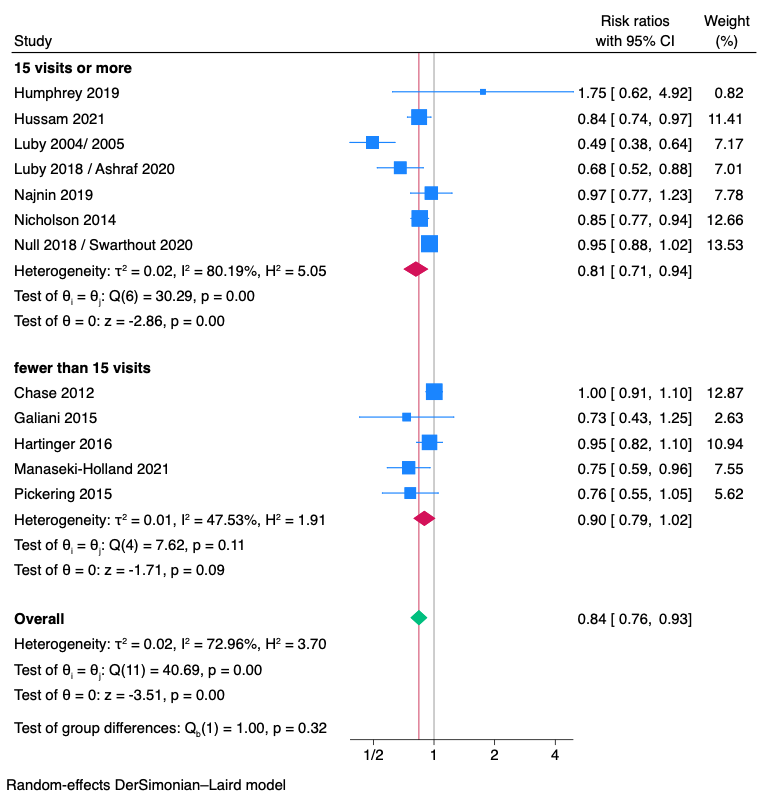 Risk ratios Weight
Study with 95% CI (%)
15 visits or more
Humphrey 2019 1.75 [ 0.62, 4.92] 0.82
Hussam 2021 0.84 [ 0.74, 0.97] 11.41
Luby 2004/ 2005 0.49 [ 0.38, 0.64] 7.17
Luby 2018 / Ashraf 2020 0.68 [ 0.52, 0.88] 7.01
Najnin 2019 0.97 [ 0.77, 1.23] 7.78
Nicholson 2014 0.85 [ 0.77, 0.94] 12.66
Null 2018 / Swarthout 2020 0.95 [ 0.88, 1.02] 13.53
Heterogeneity: τ² = 0.02, I² = 80.19%, H² = 5.05 0.81 [ 0.71, 0.94]
Test of θᵢ = θⱼ: Q(6) = 30.29, p = 0.00
Test of θ = 0: z = -2.86, p = 0.00
fewer than 15 visits
Chase 2012 1.00 [ 0.91, 1.10] 12.87
Galiani 2015 0.73 [ 0.43, 1.25] 2.63
Hartinger 2016 0.95 [ 0.82, 1.10] 10.94
Manaseki-Holland 2021 0.75 [ 0.59, 0.96] 7.55
Pickering 2015 0.76 [ 0.55, 1.05] 5.62
Heterogeneity: τ² = 0.01, I² = 47.53%, H² = 1.91 0.90 [ 0.79, 1.02]
Test of θᵢ = θⱼ: Q(4) = 7.62, p = 0.11
Test of θ = 0: z = -1.71, p = 0.09
Overall 0.84 [ 0.76, 0.93]
Heterogeneity: τ² = 0.02, I² = 72.96%, H² = 3.70
Test of θᵢ = θⱼ: Q(11) = 40.69, p = 0.00
Test of θ = 0: z = -3.51, p = 0.00
Test of group differences: Q_b(1) = 1.00, p = 0.32
1/2 1 2 4
Random-effects DerSimonian–Laird model